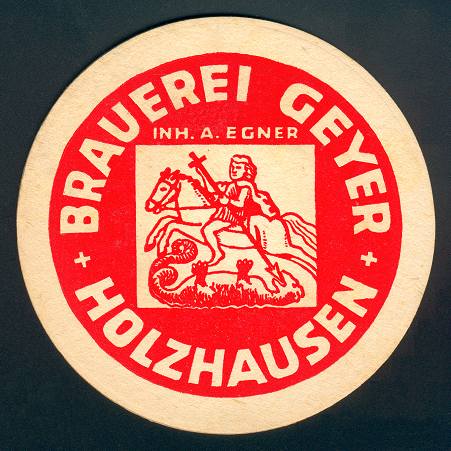 BRAUEREI GEYER
INH. A. EGNER
+ HOLZHAUSEN +